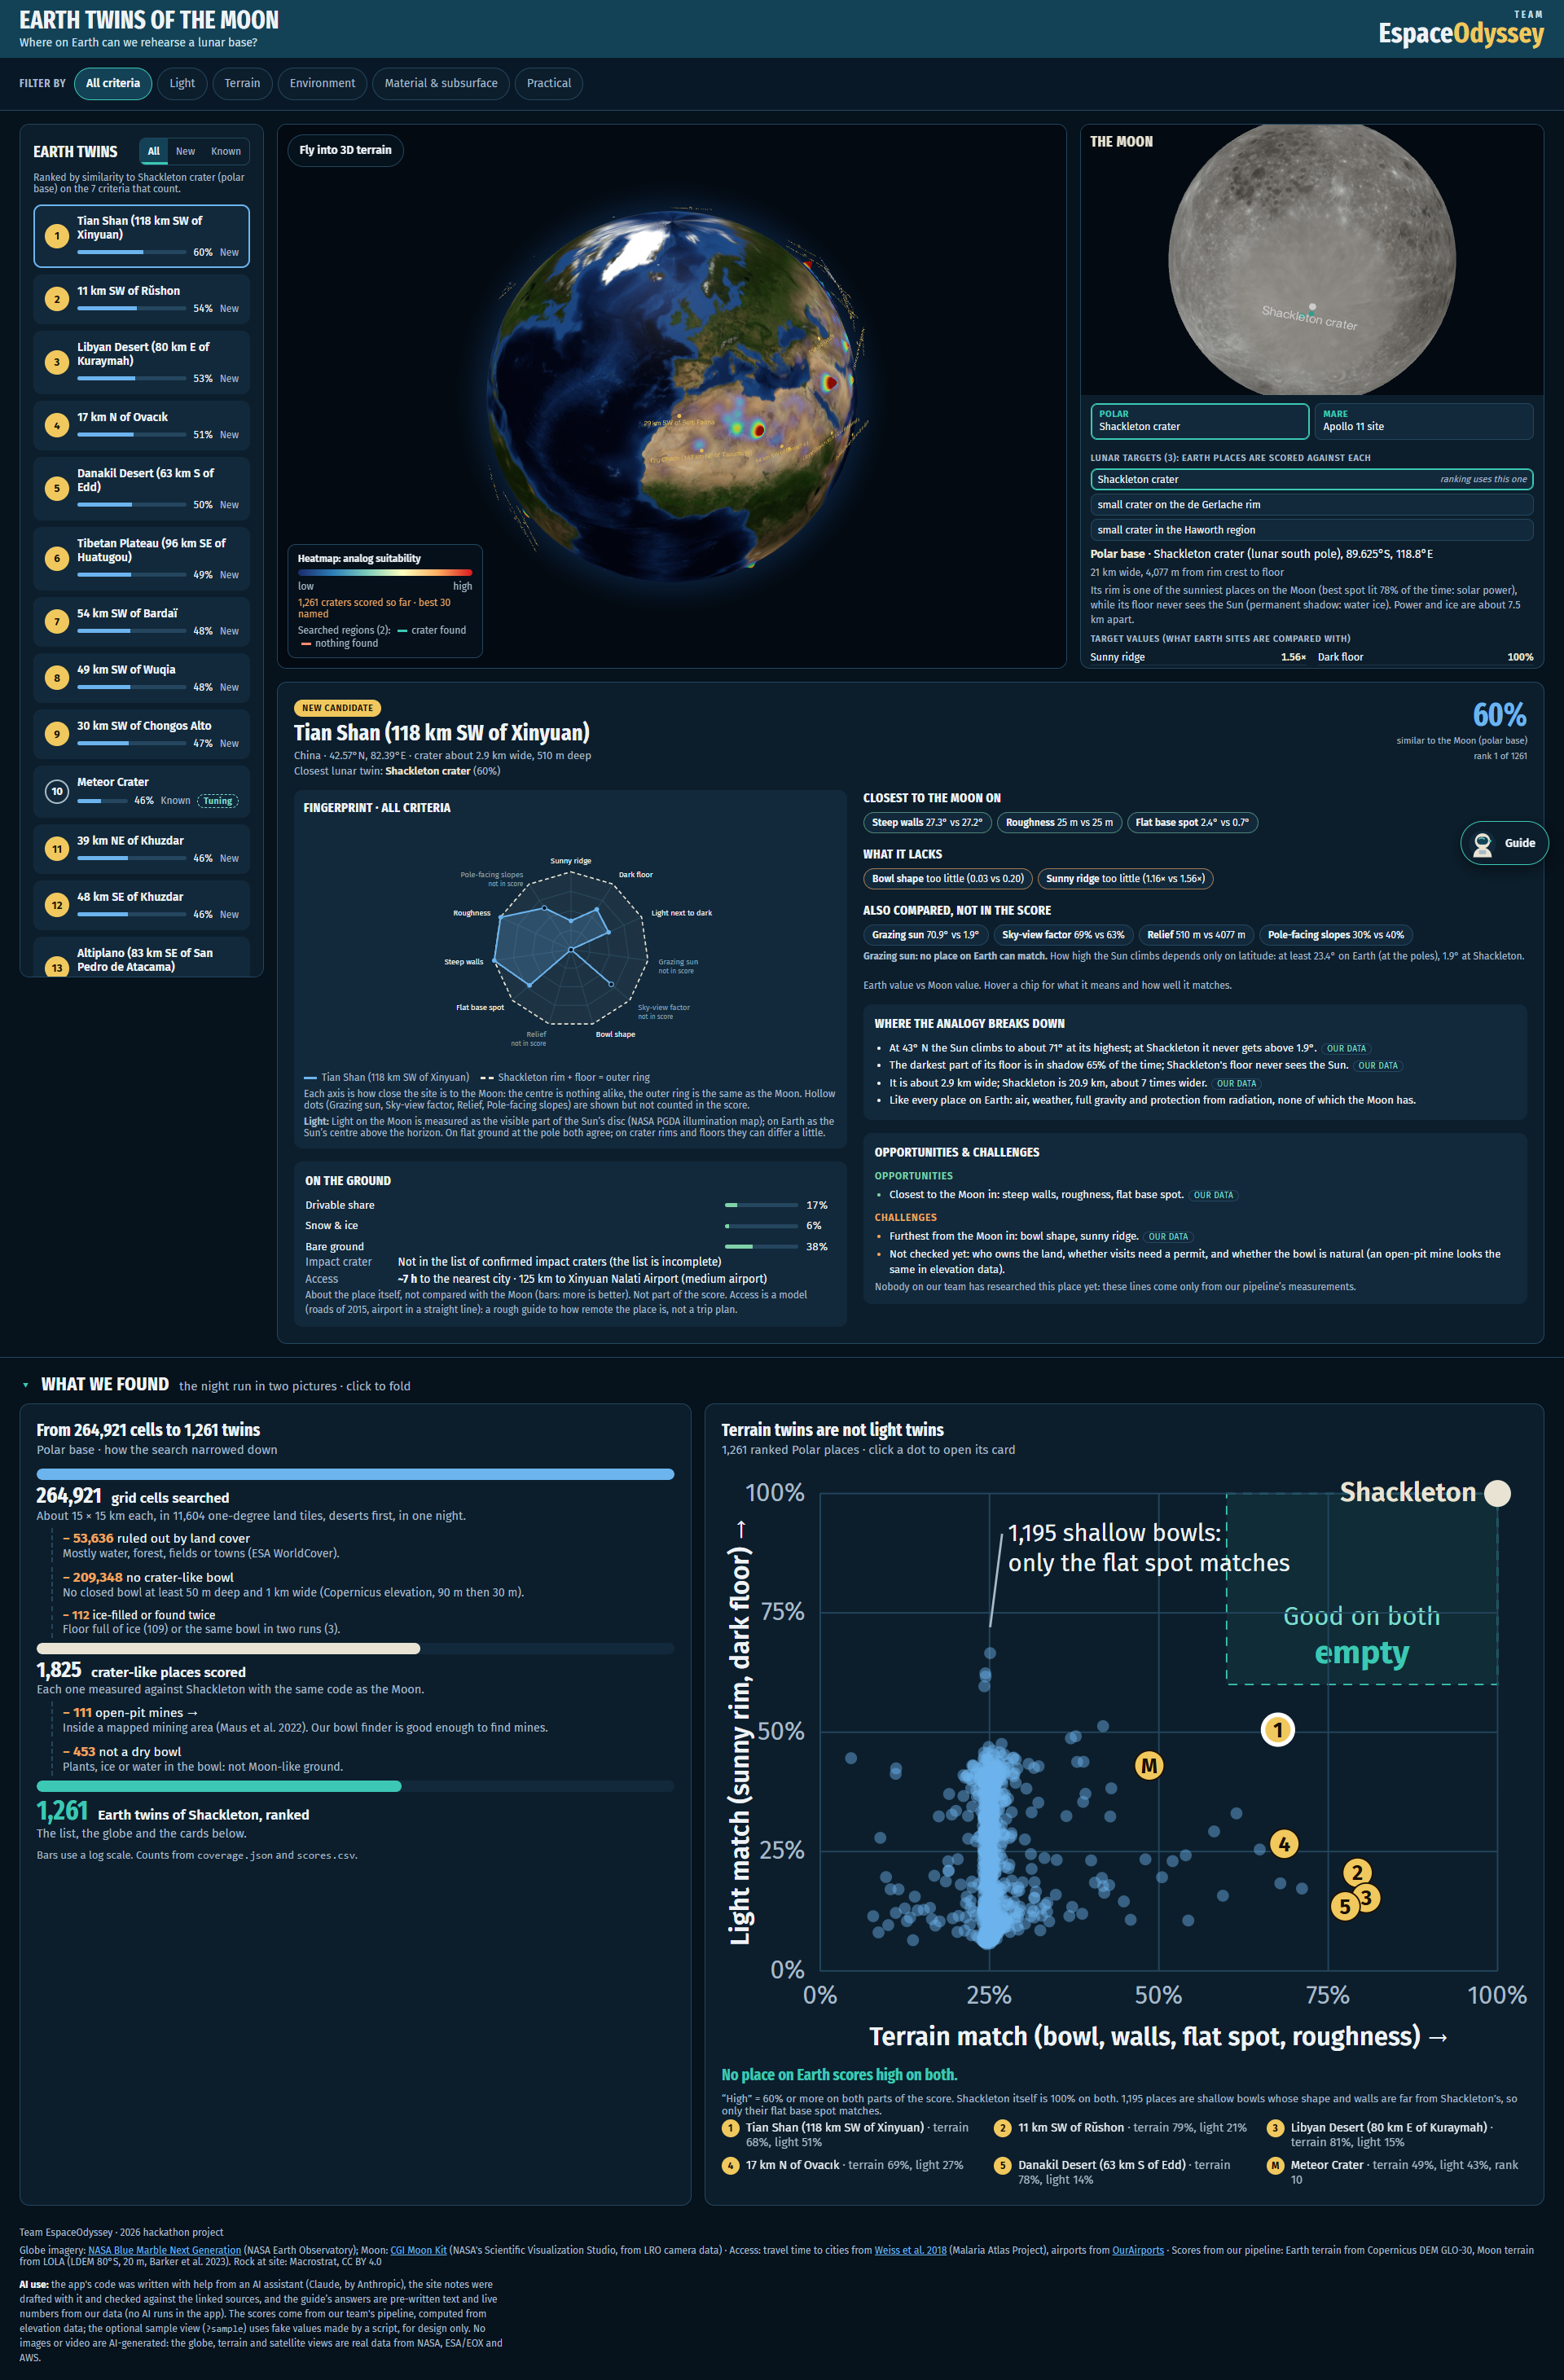 EARTH TWINS OF THE MOON
Where on Earth can we rehearse a lunar base?
TEAM
EspaceOdyssey
FILTER BY
All criteria
Light
Terrain
Environment
Material & subsurface
Practical
EARTH TWINS
All
New
Known
Ranked by similarity to Shackleton crater (polar
base) on the 7 criteria that count.
1
Tian Shan (118 km SW of
Xinyuan)
60% New
2
11 km SW of Rŭshon
54% New
3
Libyan Desert (80 km E of
Kuraymah)
53% New
4
17 km N of Ovacık
51% New
5
Danakil Desert (63 km S of
Edd)
50% New
6
Tibetan Plateau (96 km SE of
Huatugou)
49% New
7
54 km SW of Bardaï
48% New
8
49 km SW of Wuqia
48% New
9
30 km SW of Chongos Alto
47% New
10
Meteor Crater
46% Known Tuning
11
39 km NE of Khuzdar
46% New
12
48 km SE of Khuzdar
46% New
13
Altiplano (83 km SE of San
Pedro de Atacama)
Fly into 3D terrain
Heatmap: analog suitability
low high
1,261 craters scored so far · best 30
named
Searched regions (2): crater found
nothing found
THE MOON
Shackleton crater
POLAR
Shackleton crater
MARE
Apollo 11 site
LUNAR TARGETS (3): EARTH PLACES ARE SCORED AGAINST EACH
Shackleton crater ranking uses this one
small crater on the de Gerlache rim
small crater in the Haworth region
Polar base · Shackleton crater (lunar south pole), 89.625°S, 118.8°E
21 km wide, 4,077 m from rim crest to floor
Its rim is one of the sunniest places on the Moon (best spot lit 78% of the time: solar power),
while its floor never sees the Sun (permanent shadow: water ice). Power and ice are about 7.5
km apart.
TARGET VALUES (WHAT EARTH SITES ARE COMPARED WITH)
Sunny ridge 1.56× Dark floor 100%
NEW CANDIDATE
Tian Shan (118 km SW of Xinyuan)
China · 42.57°N, 82.39°E · crater about 2.9 km wide, 510 m deep
Closest lunar twin: Shackleton crater (60%)
60%
similar to the Moon (polar base)
rank 1 of 1261
FINGERPRINT · ALL CRITERIA
Sunny ridge
Dark floor
Light next to dark
Grazing sun
not in score
Sky-view factor
not in score
Bowl shape
Relief
not in score
Flat base spot
Steep walls
Roughness
Pole-facing slopes
not in score
Tian Shan (118 km SW of Xinyuan) Shackleton rim + floor = outer ring
Each axis is how close the site is to the Moon: the centre is nothing alike, the outer ring is the same as the Moon. Hollow
dots (Grazing sun, Sky-view factor, Relief, Pole-facing slopes) are shown but not counted in the score.
Light: Light on the Moon is measured as the visible part of the Sun's disc (NASA PGDA illumination map); on Earth as the
Sun's centre above the horizon. On flat ground at the pole both agree; on crater rims and floors they can differ a little.
ON THE GROUND
Drivable share 17%
Snow & ice 6%
Bare ground 38%
Impact crater Not in the list of confirmed impact craters (the list is incomplete)
Access ~7 h to the nearest city · 125 km to Xinyuan Nalati Airport (medium airport)
About the place itself, not compared with the Moon (bars: more is better). Not part of the score. Access is a model
(roads of 2015, airport in a straight line): a rough guide to how remote the place is, not a trip plan.
CLOSEST TO THE MOON ON
Steep walls 27.3° vs 27.2°
Roughness 25 m vs 25 m
Flat base spot 2.4° vs 0.7°
WHAT IT LACKS
Bowl shape too little (0.03 vs 0.20)
Sunny ridge too little (1.16× vs 1.56×)
ALSO COMPARED, NOT IN THE SCORE
Grazing sun 70.9° vs 1.9°
Sky-view factor 69% vs 63%
Relief 510 m vs 4077 m
Pole-facing slopes 30% vs 40%
Grazing sun: no place on Earth can match. How high the Sun climbs depends only on latitude: at least 23.4° on Earth (at the poles), 1.9° at Shackleton.
Earth value vs Moon value. Hover a chip for what it means and how well it matches.
Guide
WHERE THE ANALOGY BREAKS DOWN
• At 43° N the Sun climbs to about 71° at its highest; at Shackleton it never gets above 1.9°. OUR DATA
• The darkest part of its floor is in shadow 65% of the time; Shackleton's floor never sees the Sun. OUR DATA
• It is about 2.9 km wide; Shackleton is 20.9 km, about 7 times wider. OUR DATA
• Like every place on Earth: air, weather, full gravity and protection from radiation, none of which the Moon has.
OPPORTUNITIES & CHALLENGES
OPPORTUNITIES
• Closest to the Moon in: steep walls, roughness, flat base spot. OUR DATA
CHALLENGES
• Furthest from the Moon in: bowl shape, sunny ridge. OUR DATA
• Not checked yet: who owns the land, whether visits need a permit, and whether the bowl is natural (an open-pit mine looks the
same in elevation data).
Nobody on our team has researched this place yet: these lines come only from our pipeline's measurements.
WHAT WE FOUND the night run in two pictures · click to fold
From 264,921 cells to 1,261 twins
Polar base · how the search narrowed down
264,921 grid cells searched
About 15 × 15 km each, in 11,604 one-degree land tiles, deserts first, in one night.
− 53,636 ruled out by land cover
Mostly water, forest, fields or towns (ESA WorldCover).
− 209,348 no crater-like bowl
No closed bowl at least 50 m deep and 1 km wide (Copernicus elevation, 90 m then 30 m).
− 112 ice-filled or found twice
Floor full of ice (109) or the same bowl in two runs (3).
1,825 crater-like places scored
Each one measured against Shackleton with the same code as the Moon.
− 111 open-pit mines →
Inside a mapped mining area (Maus et al. 2022). Our bowl finder is good enough to find mines.
− 453 not a dry bowl
Plants, ice or water in the bowl: not Moon-like ground.
1,261 Earth twins of Shackleton, ranked
The list, the globe and the cards below.
Bars use a log scale. Counts from coverage.json and scores.csv.
Terrain twins are not light twins
1,261 ranked Polar places · click a dot to open its card
Light match (sunny rim, dark floor) →
100%
75%
50%
25%
0%
Shackleton
1,195 shallow bowls:
only the flat spot matches
Good on both
empty
1
M
4
2
3
5
0% 25% 50% 75% 100%
Terrain match (bowl, walls, flat spot, roughness) →
No place on Earth scores high on both.
"High" = 60% or more on both parts of the score. Shackleton itself is 100% on both. 1,195 places are shallow bowls whose shape and walls are far from Shackleton's, so
only their flat base spot matches.
1 Tian Shan (118 km SW of Xinyuan) · terrain
68%, light 51%
2 11 km SW of Rŭshon · terrain 79%, light 21%
3 Libyan Desert (80 km E of Kuraymah) ·
terrain 81%, light 15%
4 17 km N of Ovacık · terrain 69%, light 27%
5 Danakil Desert (63 km S of Edd) · terrain
78%, light 14%
M Meteor Crater · terrain 49%, light 43%, rank
10
Team EspaceOdyssey · 2026 hackathon project
Globe imagery: NASA Blue Marble Next Generation (NASA Earth Observatory); Moon: CGI Moon Kit (NASA's Scientific Visualization Studio, from LRO camera data) · Access: travel time to cities from Weiss et al. 2018 (Malaria Atlas Project), airports from OurAirports · Scores from our pipeline: Earth terrain from Copernicus DEM GLO-30, Moon terrain
from LOLA (LDEM 80°S, 20 m, Barker et al. 2023). Rock at site: Macrostrat, CC BY 4.0
AI use: the app's code was written with help from an AI assistant (Claude, by Anthropic), the site notes were
drafted with it and checked against the linked sources, and the guide's answers are pre-written text and live
numbers from our data (no AI runs in the app). The scores come from our team's pipeline, computed from
elevation data; the optional sample view (?sample) uses fake values made by a script, for design only. No
images or video are AI-generated: the globe, terrain and satellite views are real data from NASA, ESA/EOX and
AWS.